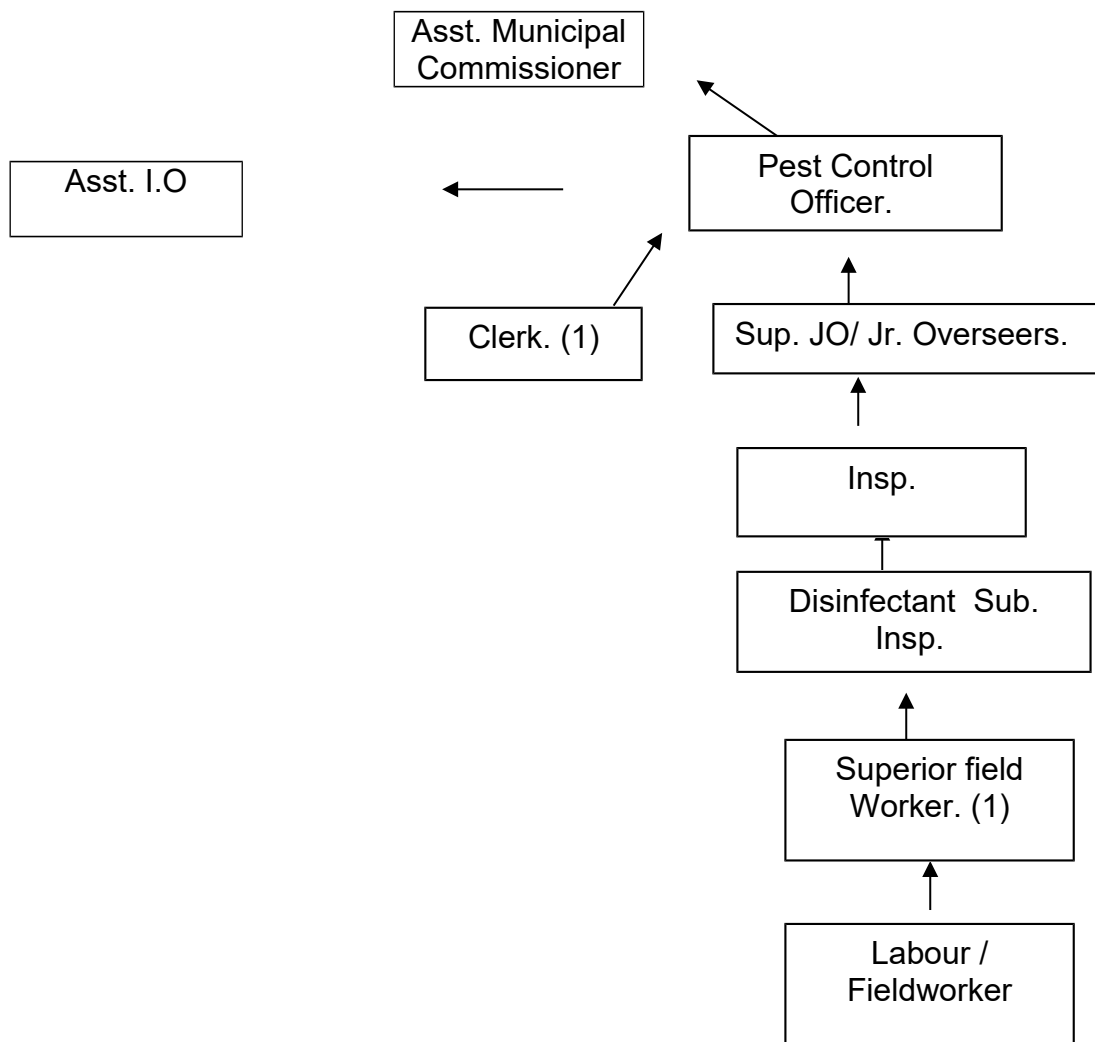 Asst. Municipal
Commissioner
Pest Control
Officer.
Asst. I.O
Clerk. (1)
Sup. JO/ Jr. Overseers.
Insp.
Disinfectant  Sub.
Insp.
Superior field
Worker. (1)
Labour /
Fieldworker